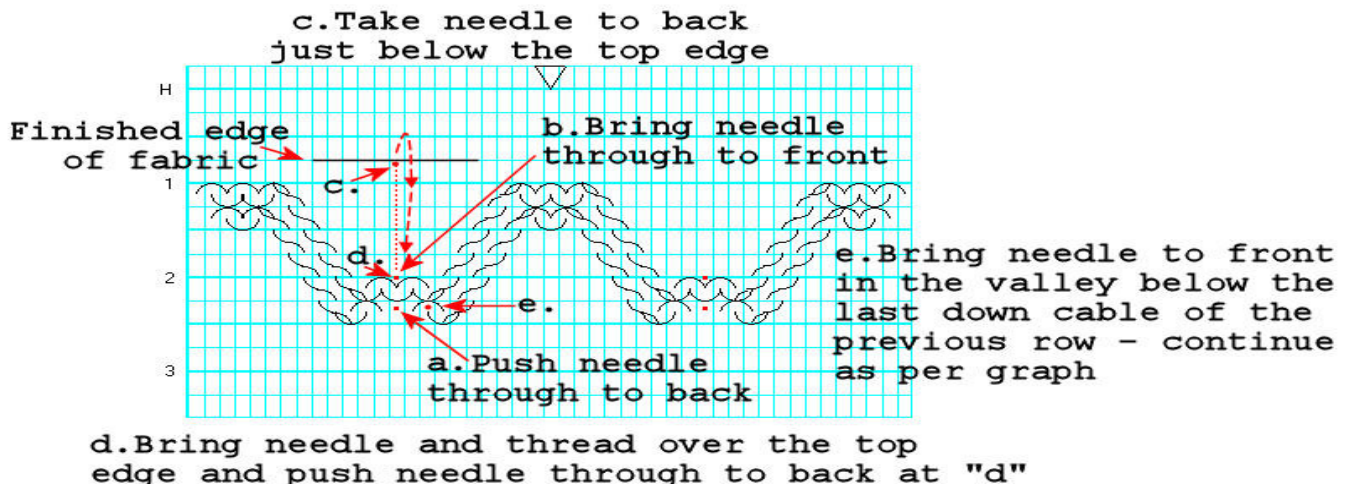 c.Take needle to back
just below the top edge
H
Finished edge
of fabric
b.Bring needle
through to front
c.
1
d.
2
e.
e.Bring needle to front
in the valley below the
last down cable of the
previous row - continue
as per graph
a.Push needle
through to back
3
d.Bring needle and thread over the top
edge and push needle through to back at "d"